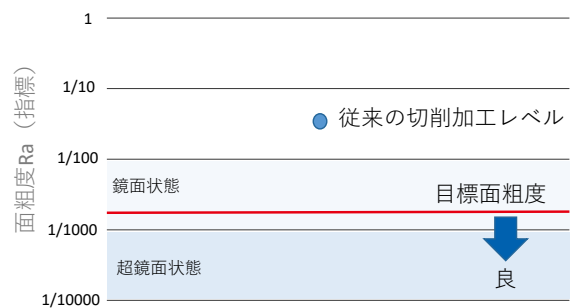 面粗度Ra（指標）
1
1/10
従来の切削加工レベル
1/100
鏡面状態
目標面粗度
1/1000
超鏡面状態
良
1/10000